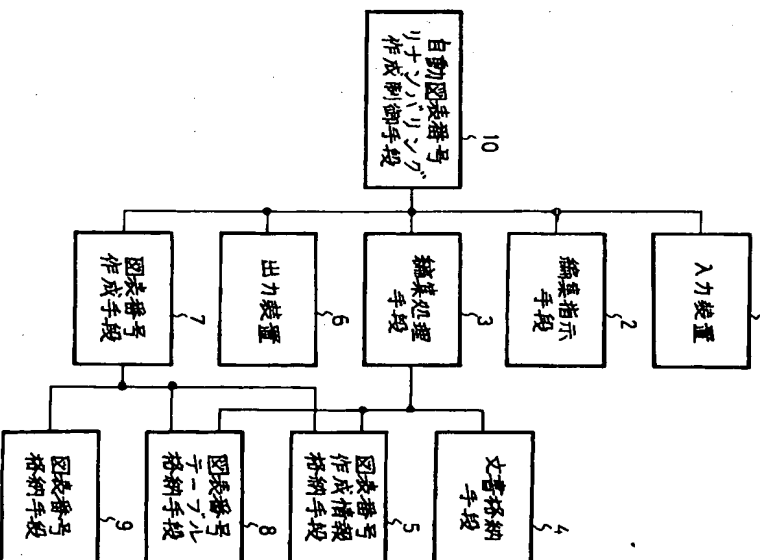 自動図表番号
リナンバリング
作成制御手段
10
入力装置
編集指示
手段
2
編集処理
手段
3
出力装置
6
図表番号
作成手段
7
文書格納
手段
4
図表番号
作成情報
格納手段
5
図表番号
テーブル
格納手段
8
図表番号
格納手段
9